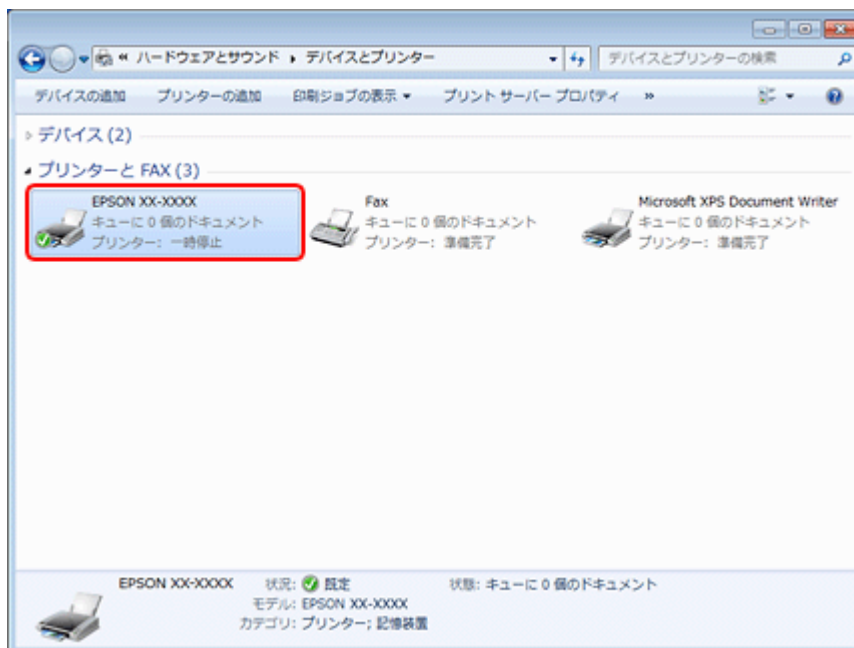 « ハードウェアとサウンド ▸ デバイスとプリンター
デバイスとプリンターの検索
デバイスの追加 プリンターの追加 印刷ジョブの表示 ▼ プリント サーバー プロパティ »
デバイス (2)
プリンターと FAX (3)
EPSON XX-XXXX
キューに 0 個のドキュメント
プリンター: 一時停止
Fax
キューに 0 個のドキュメント
プリンター: 準備完了
Microsoft XPS Document Writer
キューに 0 個のドキュメント
プリンター: 準備完了
EPSON XX-XXXX 状況: 既定 状態: キューに 0 個のドキュメント
モデル: EPSON XX-XXXX
カテゴリ: プリンター; 記憶装置